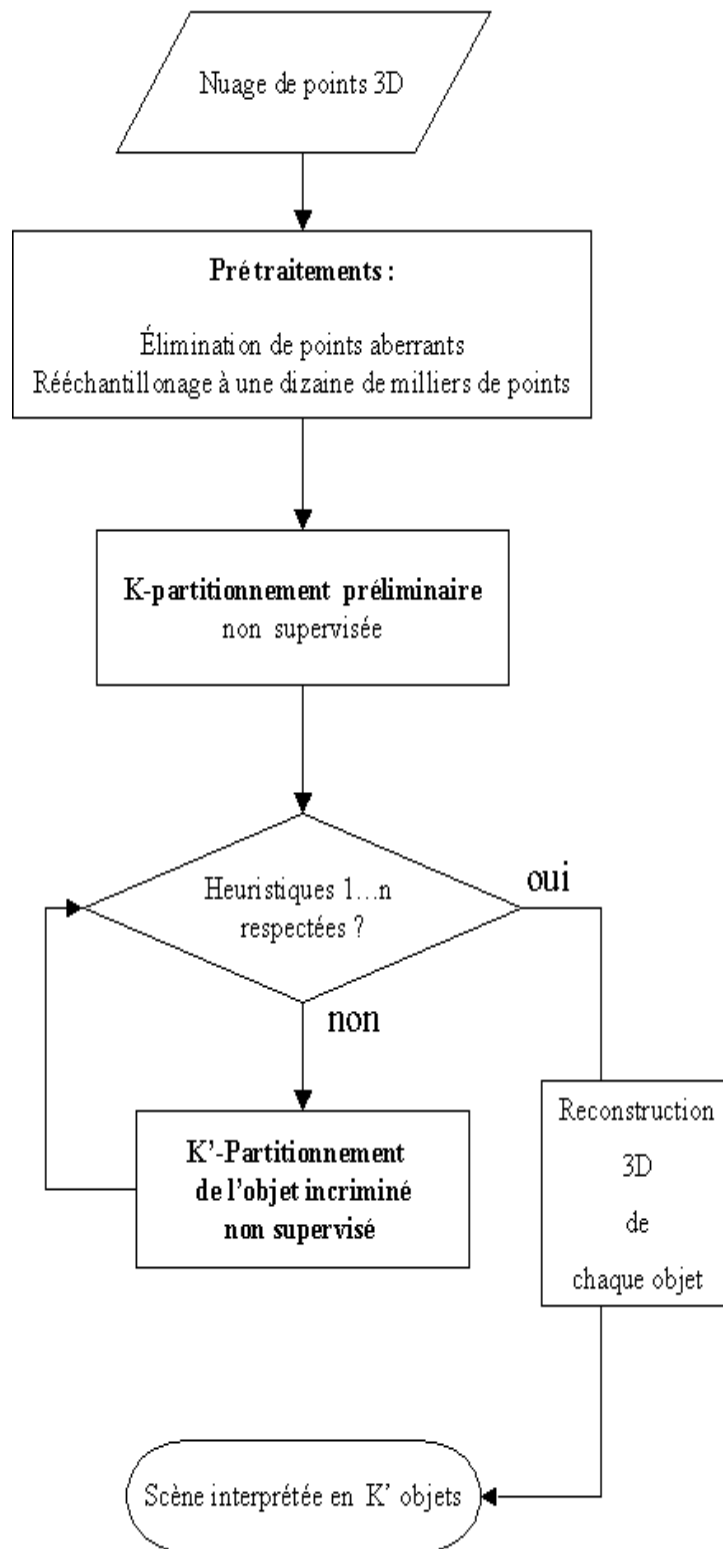 Nuage de points 3D
Pré traitements :
Élimination de points aberrants
Rééchantillonage à une dizaine de milliers de points
K-partitionnement préliminaire
non supervisée
Heuristiques 1...n
respectées ?
oui
non
K'-Partitionnement
de l'objet incriminé
non supervisé
Reconstruction
3D
de
chaque objet
Scène interprétée en K' objets